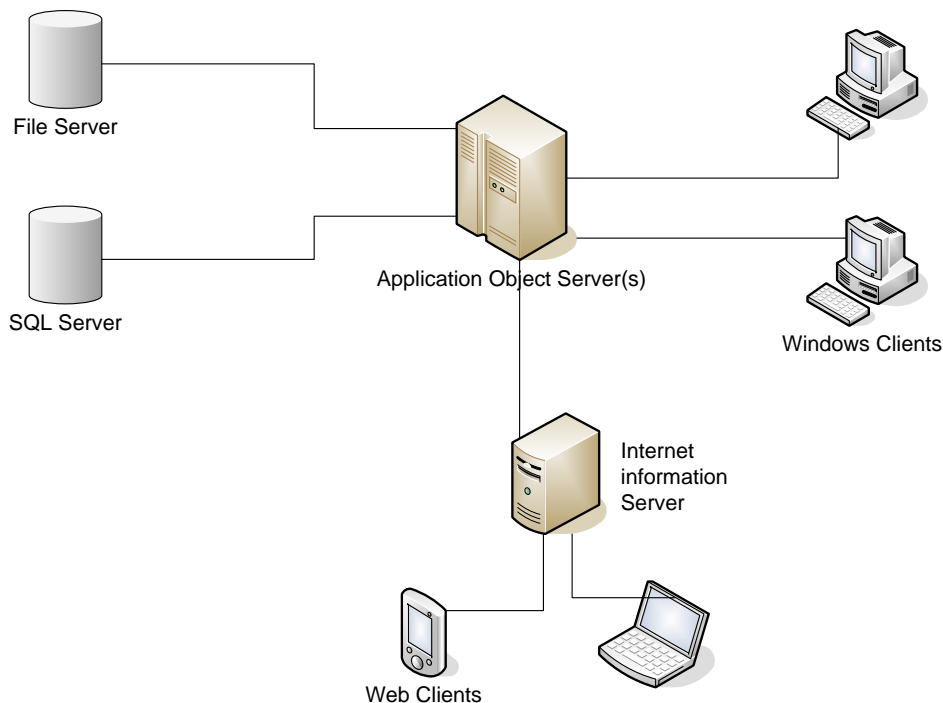 File Server
SQL Server
Application Object Server(s)
Windows Clients
Internet
information
Server
Web Clients